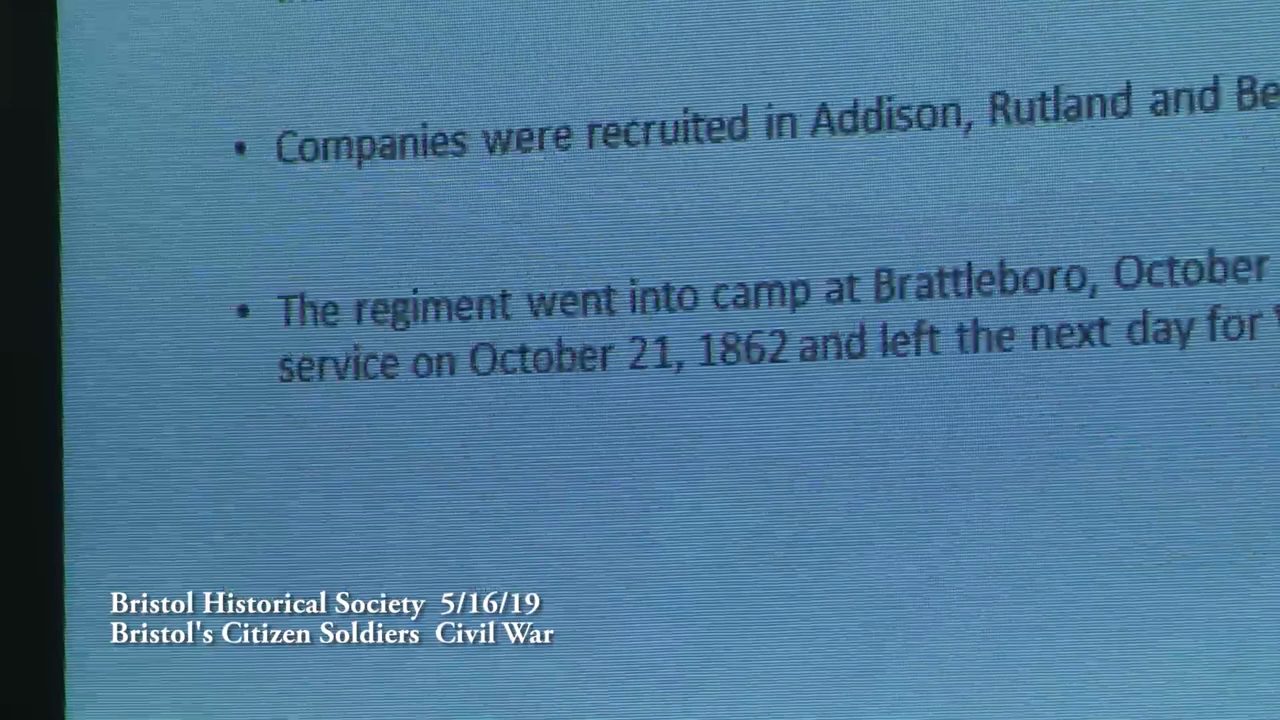 • Companies were recruited in Addison, Rutland and Be
• The regiment went into camp at Brattleboro, October
service on October 21, 1862 and left the next day for
Bristol Historical Society 5/16/19
Bristol's Citizen Soldiers Civil War